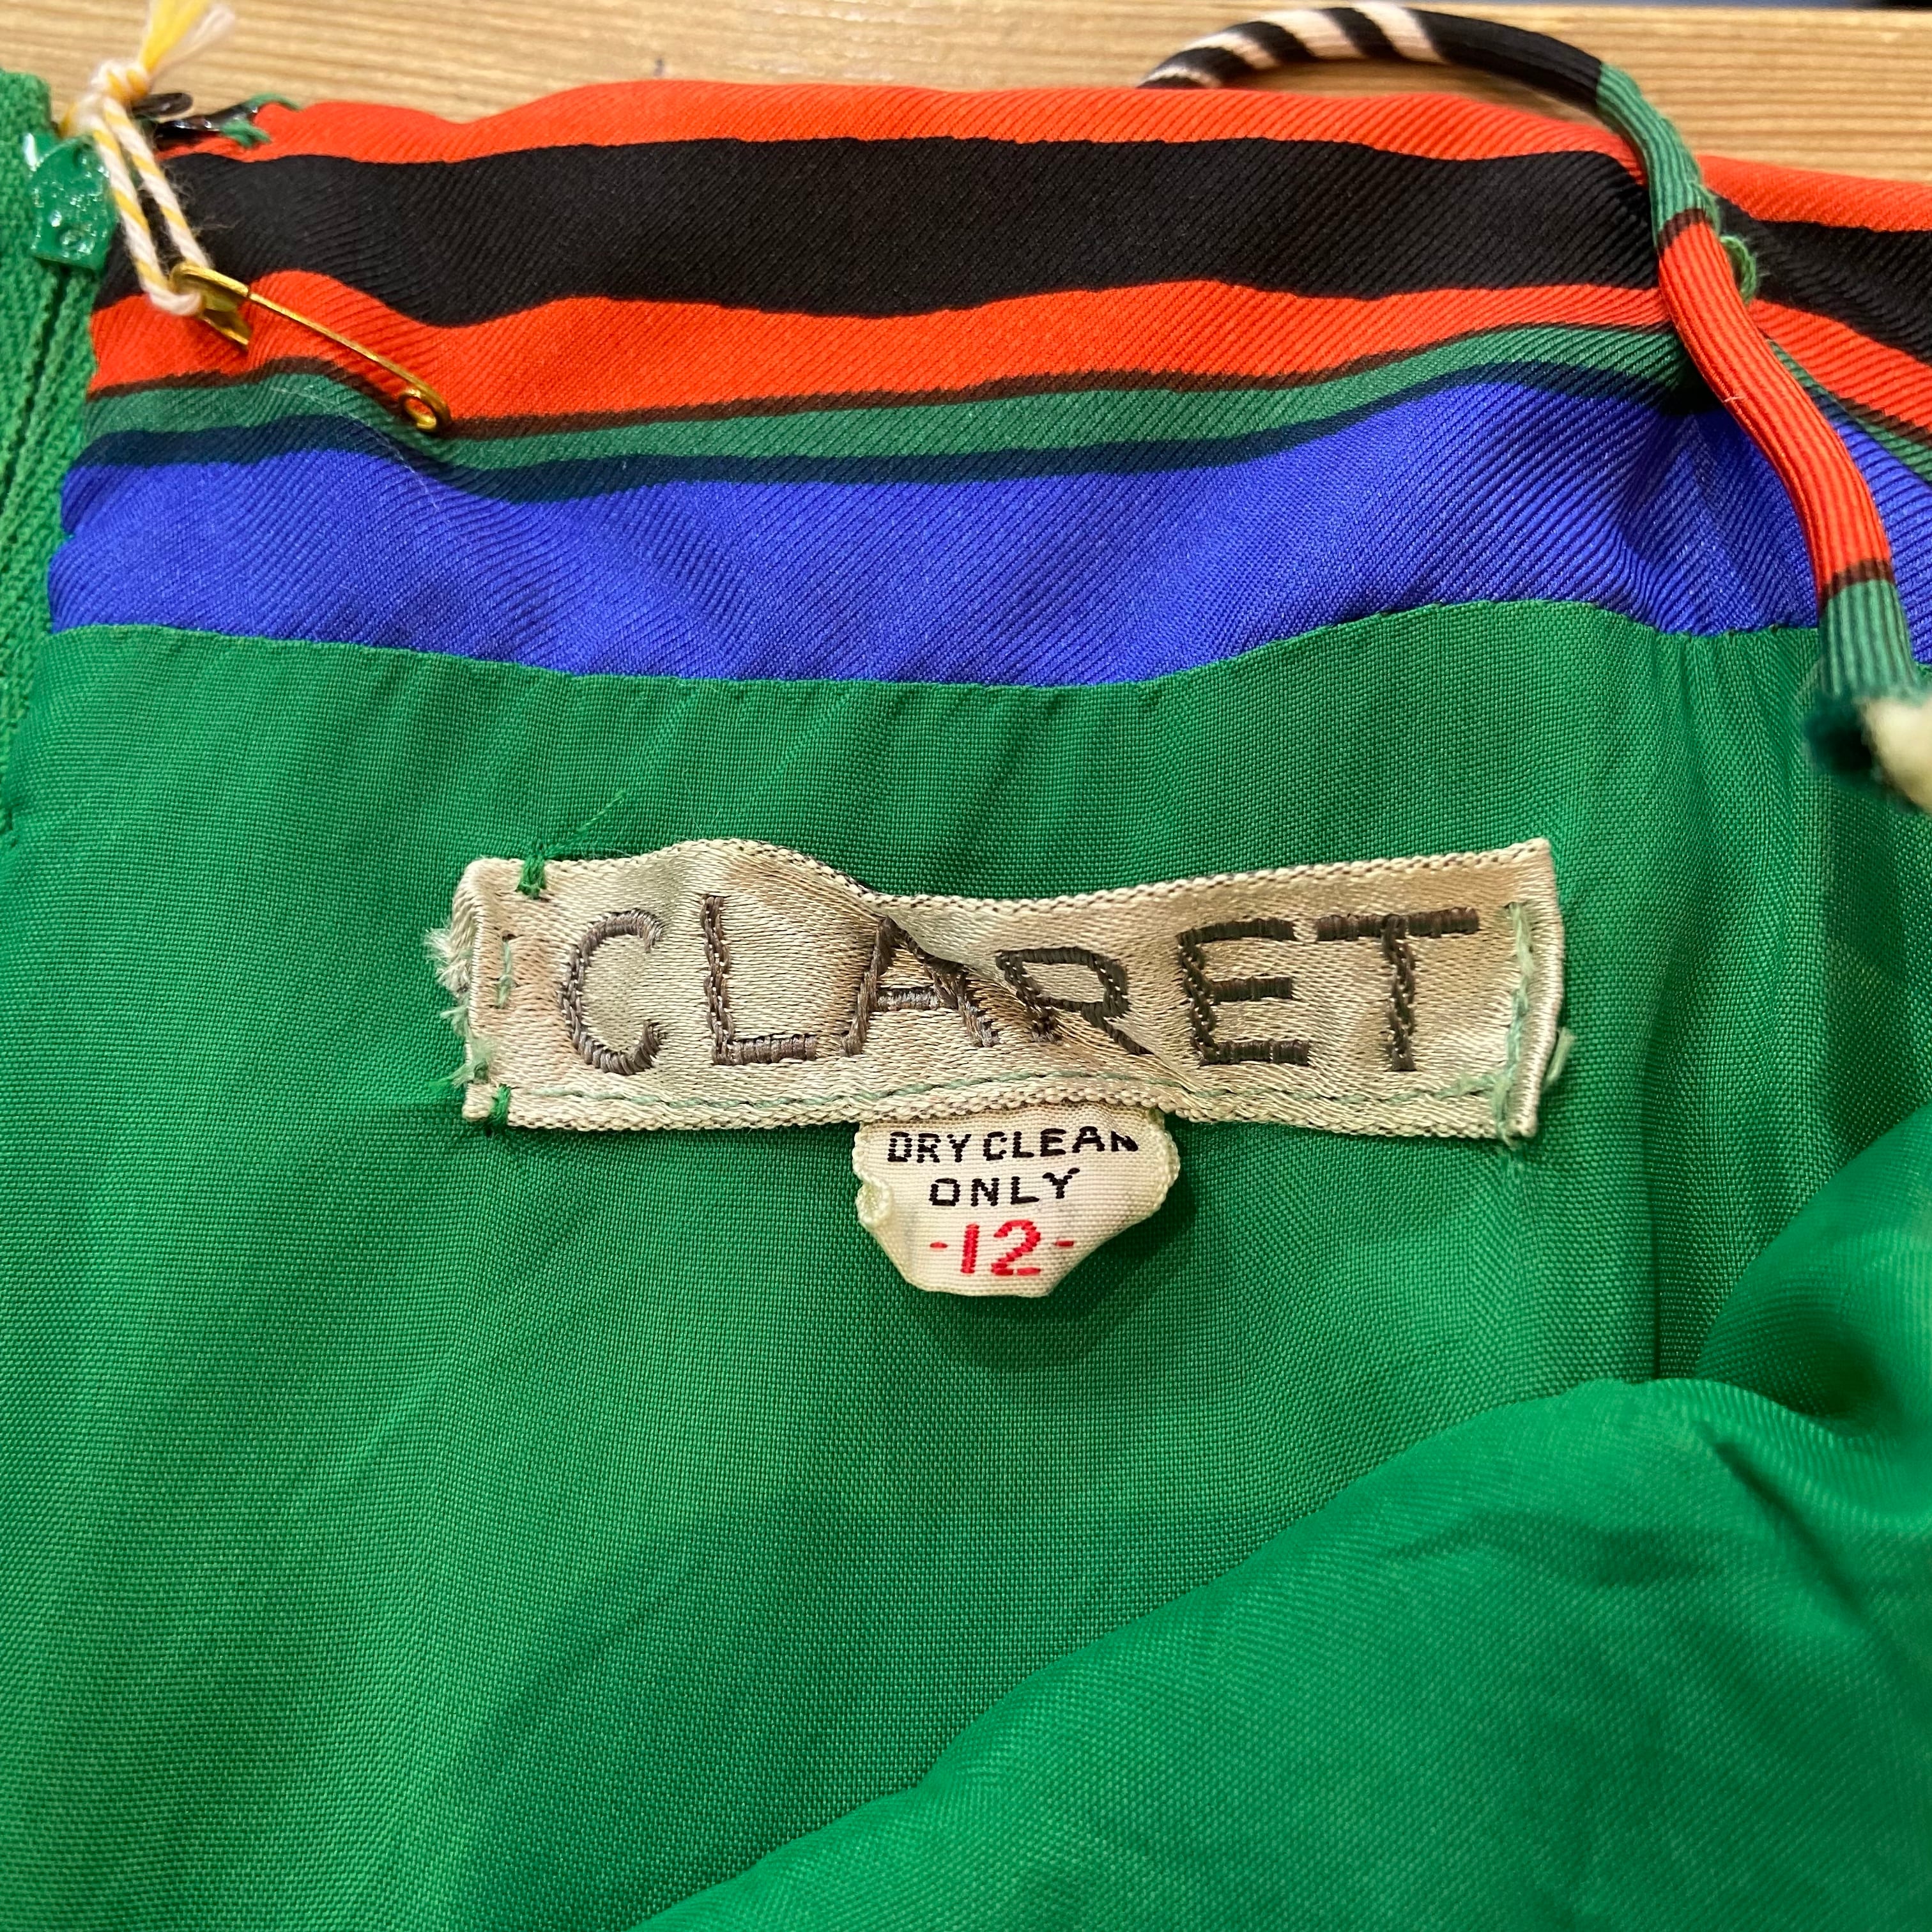 CLARET
DRY CLEAN
ONLY
-12-